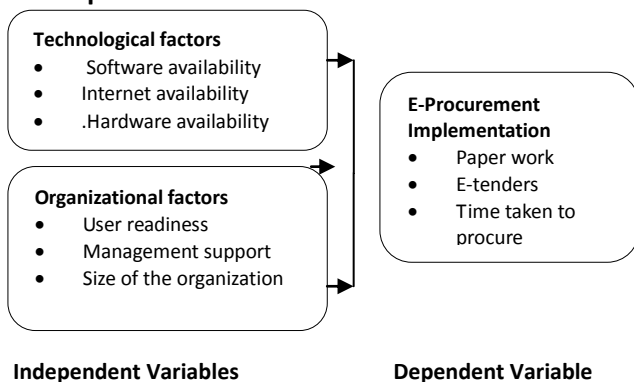 Technological factors
• Software availability
• Internet availability
• .Hardware availability
Organizational factors
• User readiness
• Management support
• Size of the organization
E-Procurement
Implementation
• Paper work
• E-tenders
• Time taken to
procure
Independent Variables
Dependent Variable